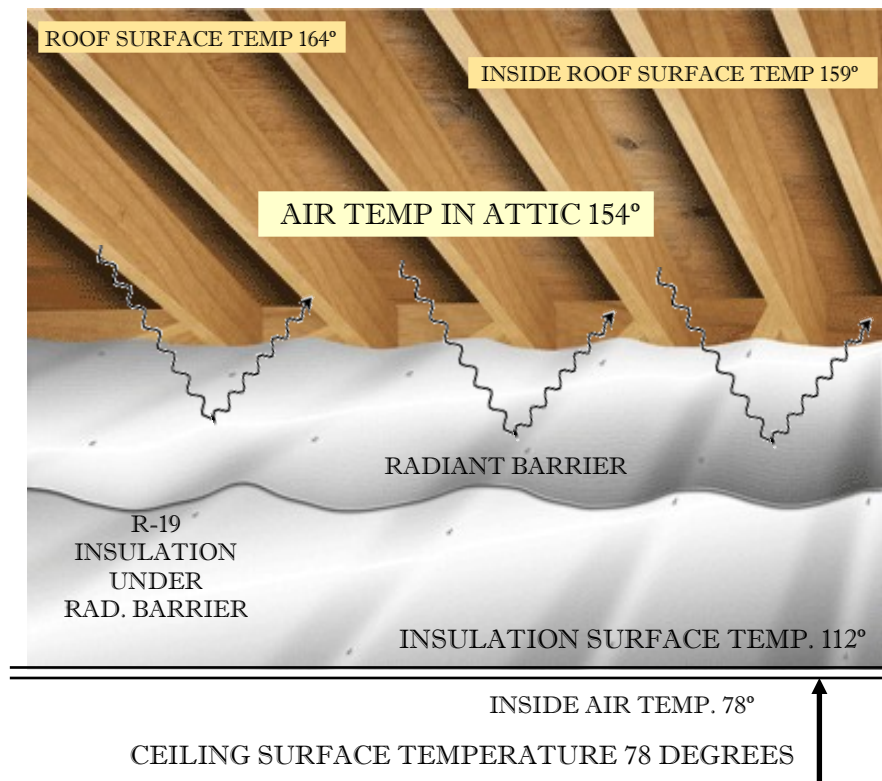 ROOF SURFACE TEMP 164º
INSIDE ROOF SURFACE TEMP 159º
AIR TEMP IN ATTIC 154º
RADIANT BARRIER
R-19
INSULATION
UNDER
RAD. BARRIER
INSULATION SURFACE TEMP. 112º
INSIDE AIR TEMP. 78º
CEILING SURFACE TEMPERATURE 78 DEGREES